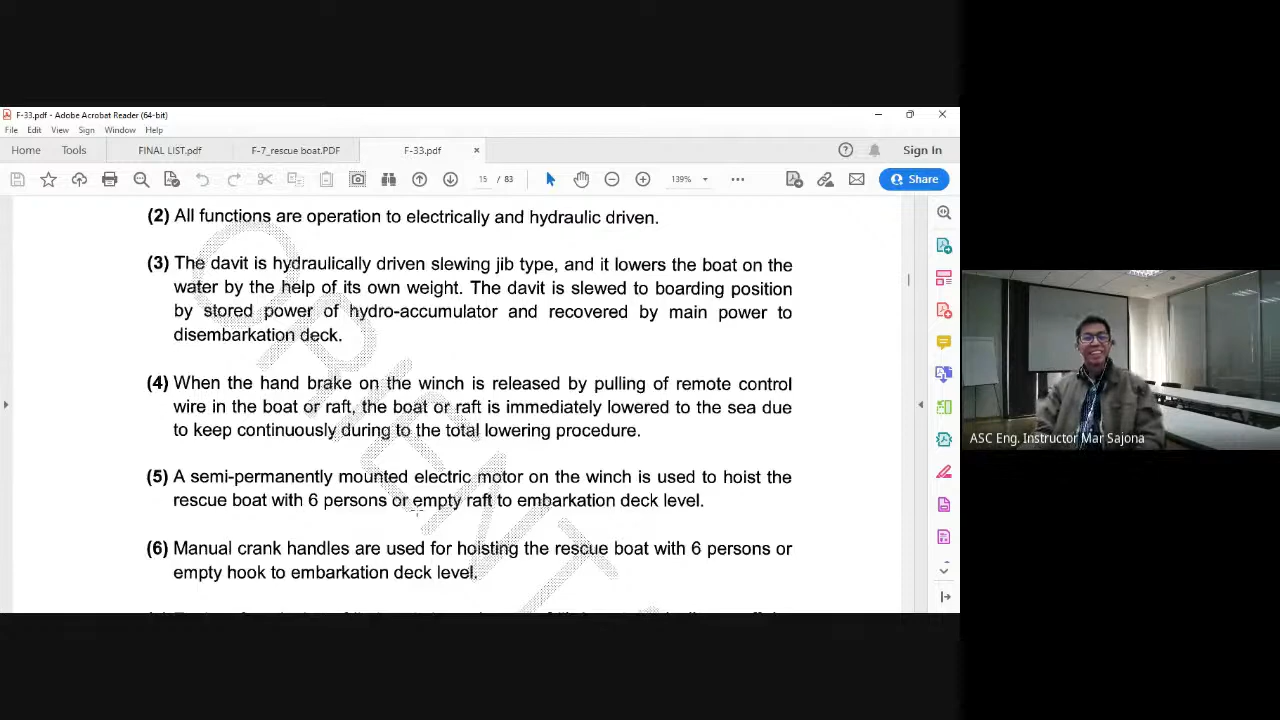 F-33.pdf - Adobe Acrobat Reader (64-bit)
File Edit View Sign Window Help
Home Tools FINAL LIST.pdf F-7_rescue boat.PDF F-33.pdf × Sign In
15 / 83 139% Share
(2) All functions are operation to electrically and hydraulic driven.
(3) The davit is hydraulically driven slewing jib type, and it lowers the boat on the
water by the help of its own weight. The davit is slewed to boarding position
by stored power of hydro-accumulator and recovered by main power to
disembarkation deck.
(4) When the hand brake on the winch is released by pulling of remote control
wire in the boat or raft, the boat or raft is immediately lowered to the sea due
to keep continuously during to the total lowering procedure.
(5) A semi-permanently mounted electric motor on the winch is used to hoist the
rescue boat with 6 persons or empty raft to embarkation deck level.
(6) Manual crank handles are used for hoisting the rescue boat with 6 persons or
empty hook to embarkation deck level.
ORIENT
ASC Eng. Instructor Mar Sajona